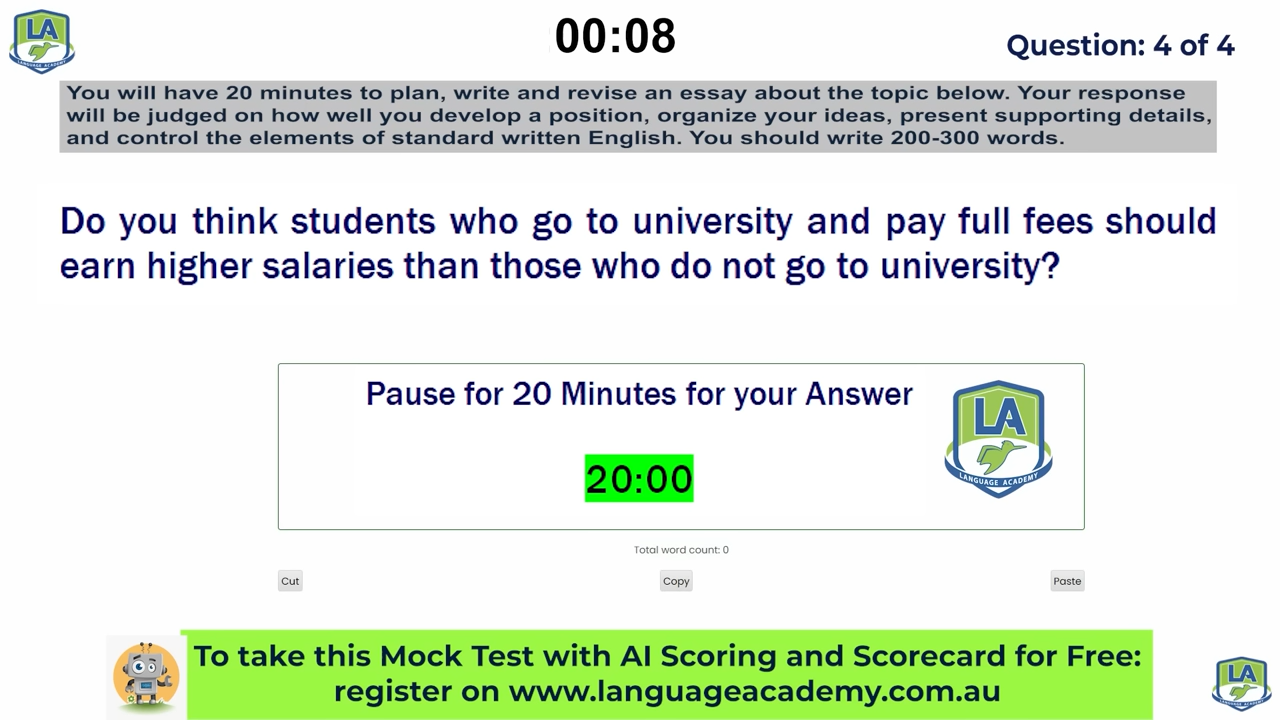 LA
LANGUAGE ACADEMY
00:08
Question: 4 of 4
You will have 20 minutes to plan, write and revise an essay about the topic below. Your response
will be judged on how well you develop a position, organize your ideas, present supporting details,
and control the elements of standard written English. You should write 200-300 words.
Do you think students who go to university and pay full fees should
earn higher salaries than those who do not go to university?
Pause for 20 Minutes for your Answer
20:00
LA
LANGUAGE ACADEMY
Total word count: 0
Cut
Copy
Paste
To take this Mock Test with AI Scoring and Scorecard for Free:
register on www.languageacademy.com.au
LA
LANGUAGE ACADEMY